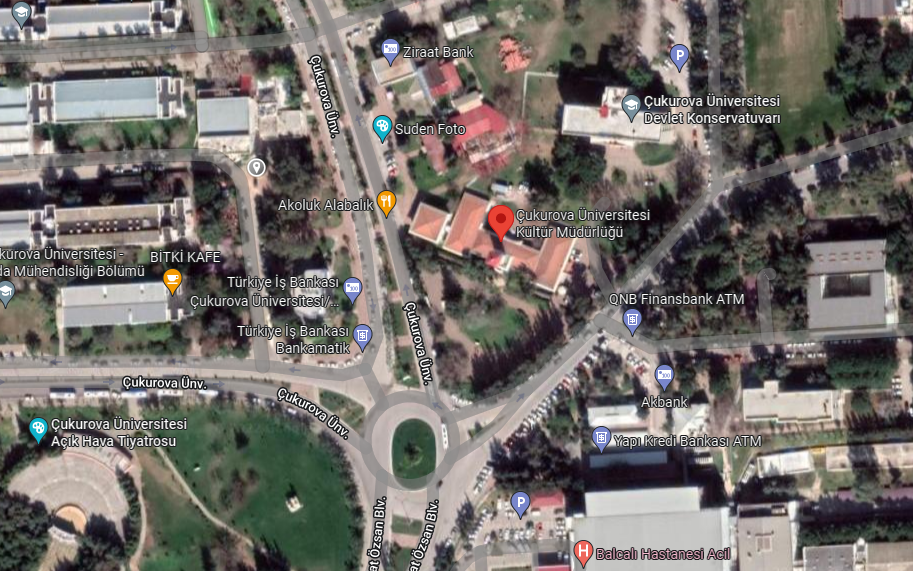 Ziraat Bank
Çukurova Ünv.
Çukurova Üniversitesi
Devlet Konservatuvarı
Suden Foto
Akoluk Alabalık
Çukurova Üniversitesi
Kültür Müdürlüğü
kurova Üniversitesi -
da Mühendisliği Bölümü
BİTKİ KAFE
Türkiye İş Bankası
Çukurova Üniversitesi/...
QNB Finansbank ATM
Türkiye İş Bankası
Bankamatik
Çukurova Ünv.
Çukurova Ünv.
Çukurova Ünv.
Akbank
Çukurova Üniversitesi
Açık Hava Tiyatrosu
Yapı Kredi Bankası ATM
at Özsan Blv.
at Özsan Blv.
Balcalı Hastanesi Acil
P
P
H